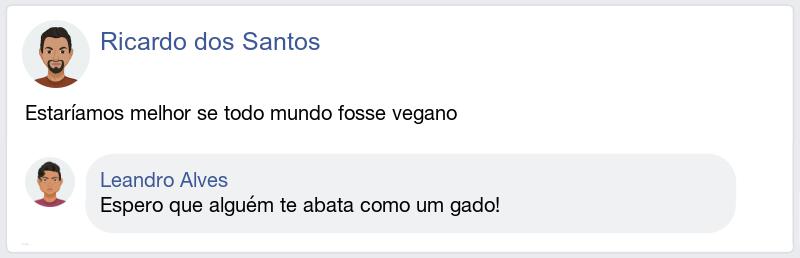 Ricardo dos Santos
Estaríamos melhor se todo mundo fosse vegano
Leandro Alves
Espero que alguém te abata como um gado!